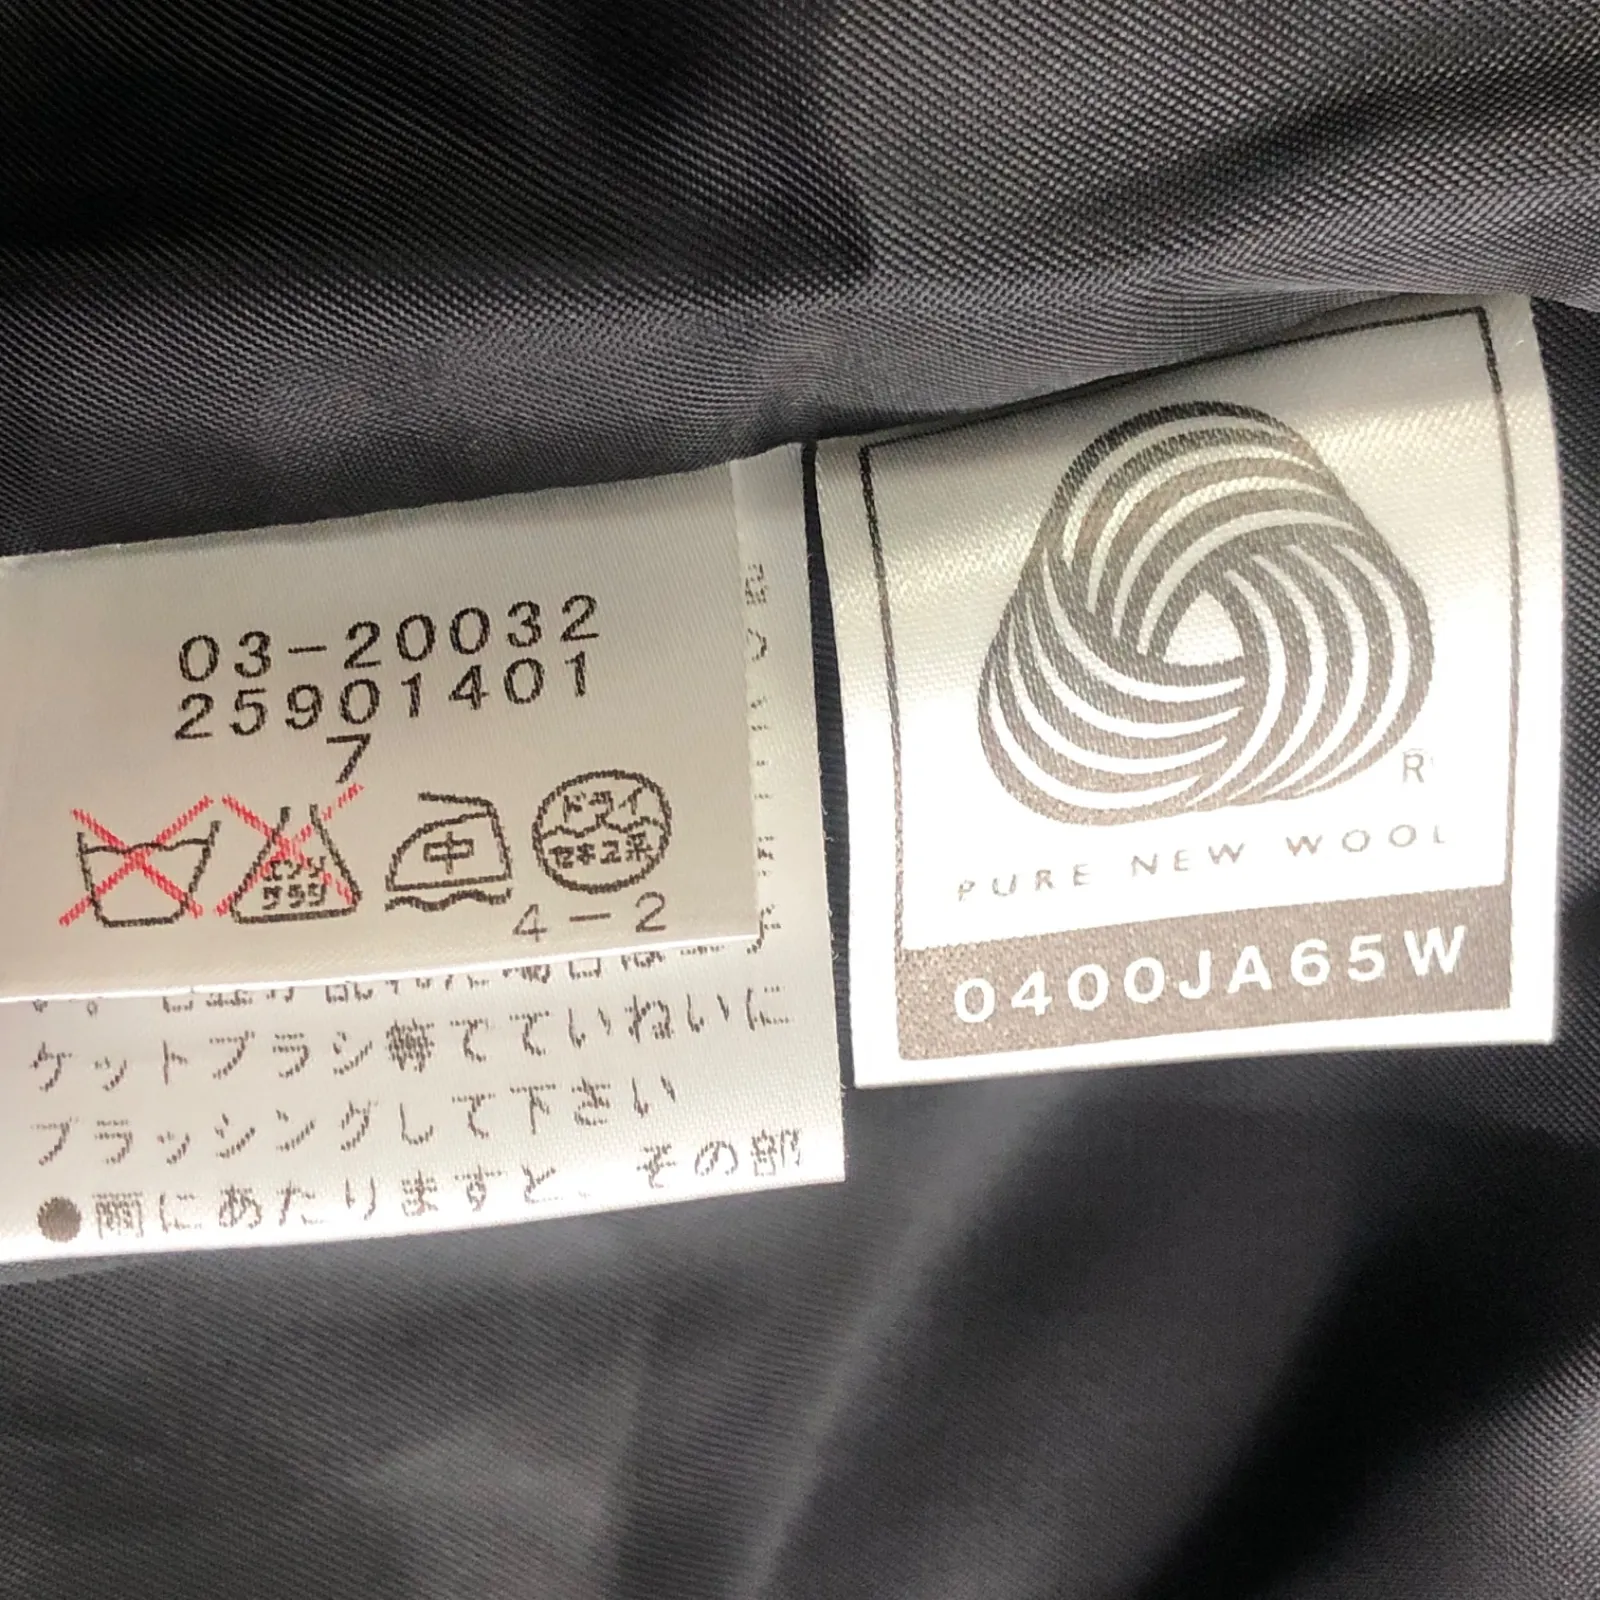 03-20032
25901401
7
エンソ
サラシ
中
ドライ
セキユ系
4-2
ケットブラシ等でていねいに
ブラッシングして下さい
●雨にあたりますと、その部
R
PURE NEW WOOL
0400JA65W